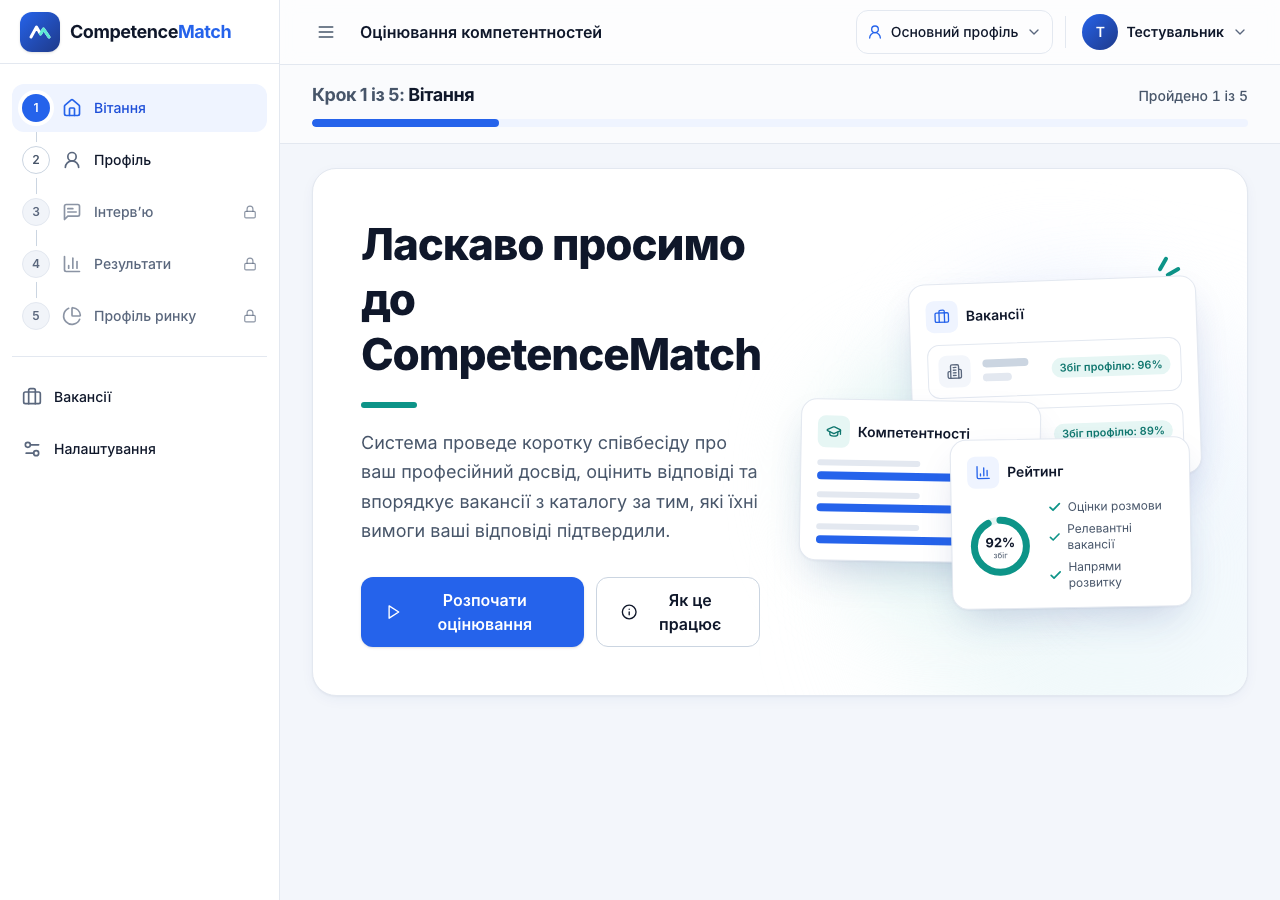 CompetenceMatch
1 Вітання
2 Профіль
3 Інтерв’ю
4 Результати
5 Профіль ринку
Вакансії
Налаштування
Оцінювання компетентностей
Основний профіль
Т Тестувальник
Крок 1 із 5: Вітання
Пройдено 1 із 5
Ласкаво просимо
до
CompetenceMatch
Система проведе коротку співбесіду про
ваш професійний досвід, оцінить відповіді та
впорядкує вакансії з каталогу за тим, які їхні
вимоги ваші відповіді підтвердили.
Розпочати
оцінювання
Як це
працює
Вакансії
Збіг профілю: 96%
Збіг профілю: 89%
Компетентності
Рейтинг
92%
збіг
Оцінки розмови
Релевантні
вакансії
Напрями
розвитку